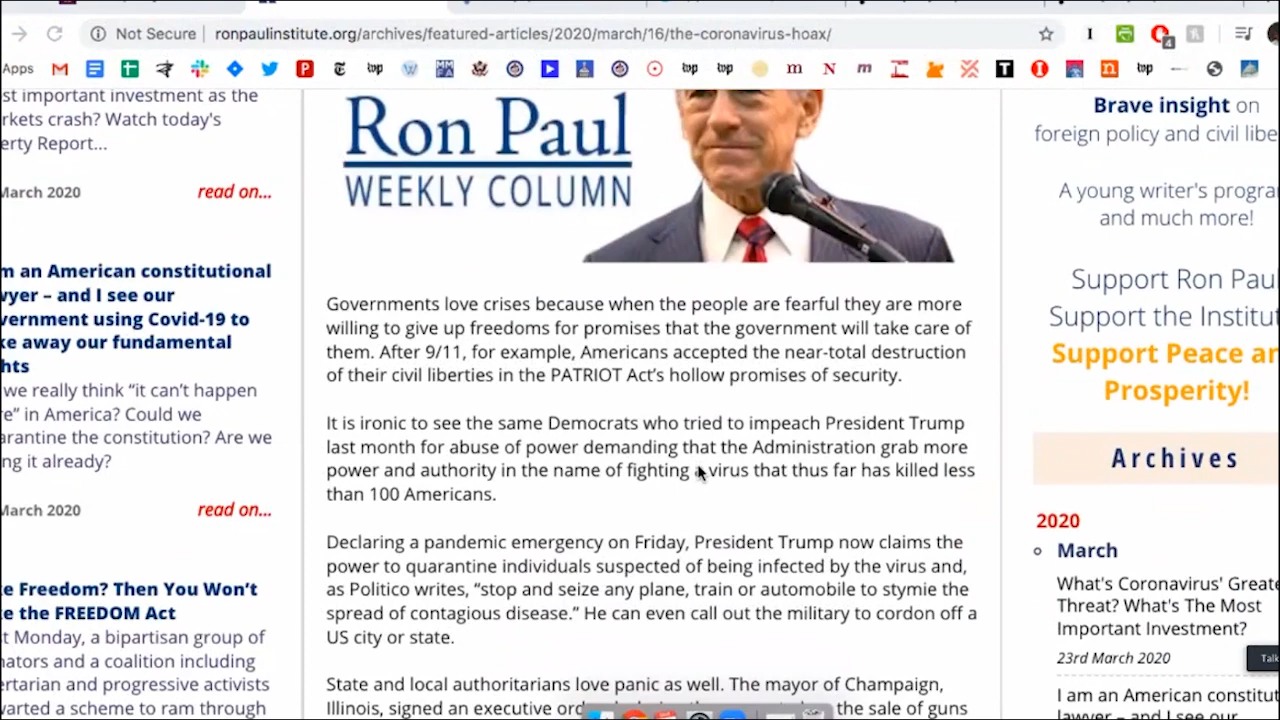 Not Secure
ronpaulinstitute.org/archives/featured-articles/2020/march/16/the-coronavirus-hoax/
4
Apps
st important investment as the
rkets crash? Watch today's
erty Report...
March 2020
read on...
m an American constitutional
wyer – and I see our
vernment using Covid-19 to
ke away our fundamental
hts
we really think “it can’t happen
re” in America? Could we
arantine the constitution? Are we
ng it already?
March 2020
read on...
ke Freedom? Then You Won’t
ke the FREEDOM Act
st Monday, a bipartisan group of
nators and a coalition including
ertarian and progressive activists
warted a scheme to ram through
Ron Paul
WEEKLY COLUMN
Governments love crises because when the people are fearful they are more
willing to give up freedoms for promises that the government will take care of
them. After 9/11, for example, Americans accepted the near-total destruction
of their civil liberties in the PATRIOT Act’s hollow promises of security.
It is ironic to see the same Democrats who tried to impeach President Trump
last month for abuse of power demanding that the Administration grab more
power and authority in the name of fighting a virus that thus far has killed less
than 100 Americans.
Declaring a pandemic emergency on Friday, President Trump now claims the
power to quarantine individuals suspected of being infected by the virus and,
as Politico writes, “stop and seize any plane, train or automobile to stymie the
spread of contagious disease.” He can even call out the military to cordon off a
US city or state.
State and local authoritarians love panic as well. The mayor of Champaign,
Illinois, signed an executive the sale of guns
Brave insight on
foreign policy and civil libe
A young writer's progra
and much more!
Support Ron Paul
Support the Institu
Support Peace an
Prosperity!
Archives
2020
March
What's Coronavirus' Greate
Threat? What's The Most
Important Investment?
23rd March 2020
Talk
I am an American constitut
lawyer – and I see our